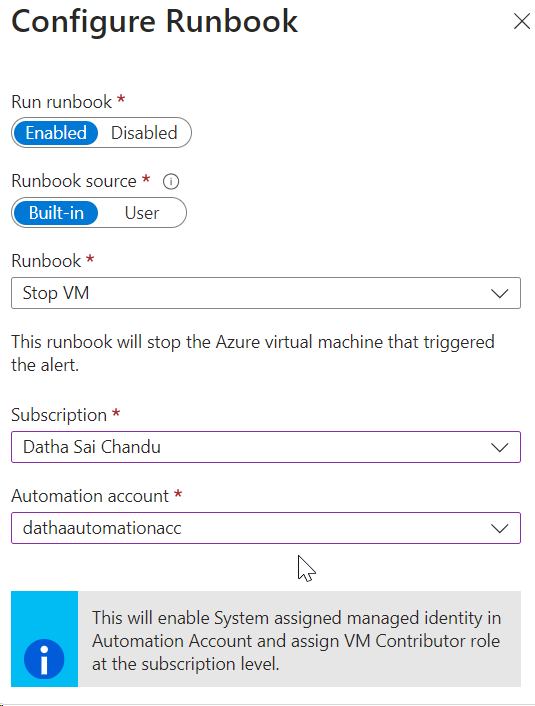 Configure Runbook
Run runbook *
Enabled Disabled
Runbook source *
Built-in User
Runbook *
Stop VM
This runbook will stop the Azure virtual machine that triggered
the alert.
Subscription *
Datha Sai Chandu
Automation account *
dathaautomationacc
This will enable System assigned managed identity in
Automation Account and assign VM Contributor role
at the subscription level.